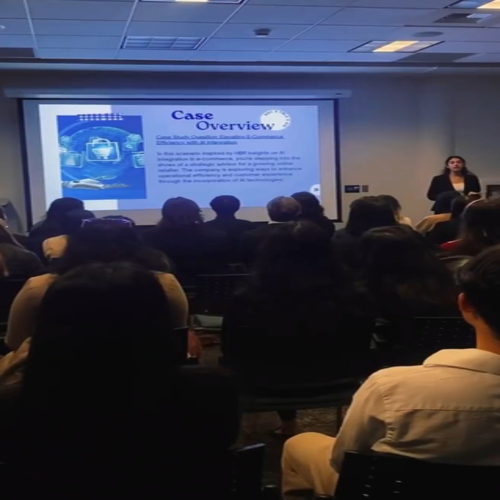 Case
Overview
Case Study Question: Elevating E-Commerce
Efficiency with AI Integration
In this scenario inspired by HBR insights on AI
integration in e-commerce, you're stepping into the
shoes of a strategic advisor for a growing online
retailer. The company is exploring ways to enhance
operational efficiency and customer experience
through the incorporation of AI technologies.